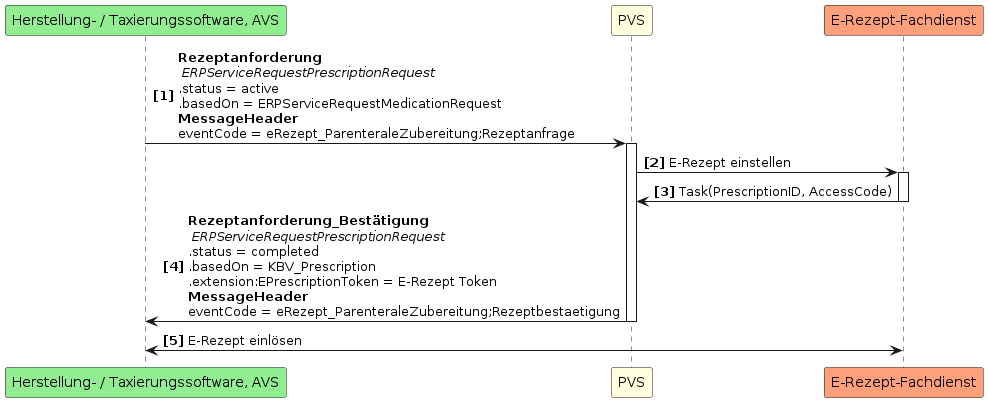 Herstellung- / Taxierungssoftware, AVS
PVS
E-Rezept-Fachdienst
Rezeptanforderung
ERPServiceRequestPrescriptionRequest
.status = active
[1]
.basedOn = ERPServiceRequestMedicationRequest
MessageHeader
eventCode = eRezept_ParenteraleZubereitung;Rezeptanfrage
[2] E-Rezept einstellen
[3] Task(PrescriptionID, AccessCode)
Rezeptanforderung_Bestätigung
ERPServiceRequestPrescriptionRequest
.status = completed
[4] .basedOn = KBV_Prescription
.extension:EPrescriptionToken = E-Rezept Token
MessageHeader
eventCode = eRezept_ParenteraleZubereitung;Rezeptbestaetigung
[5] E-Rezept einlösen
Herstellung- / Taxierungssoftware, AVS
PVS
E-Rezept-Fachdienst